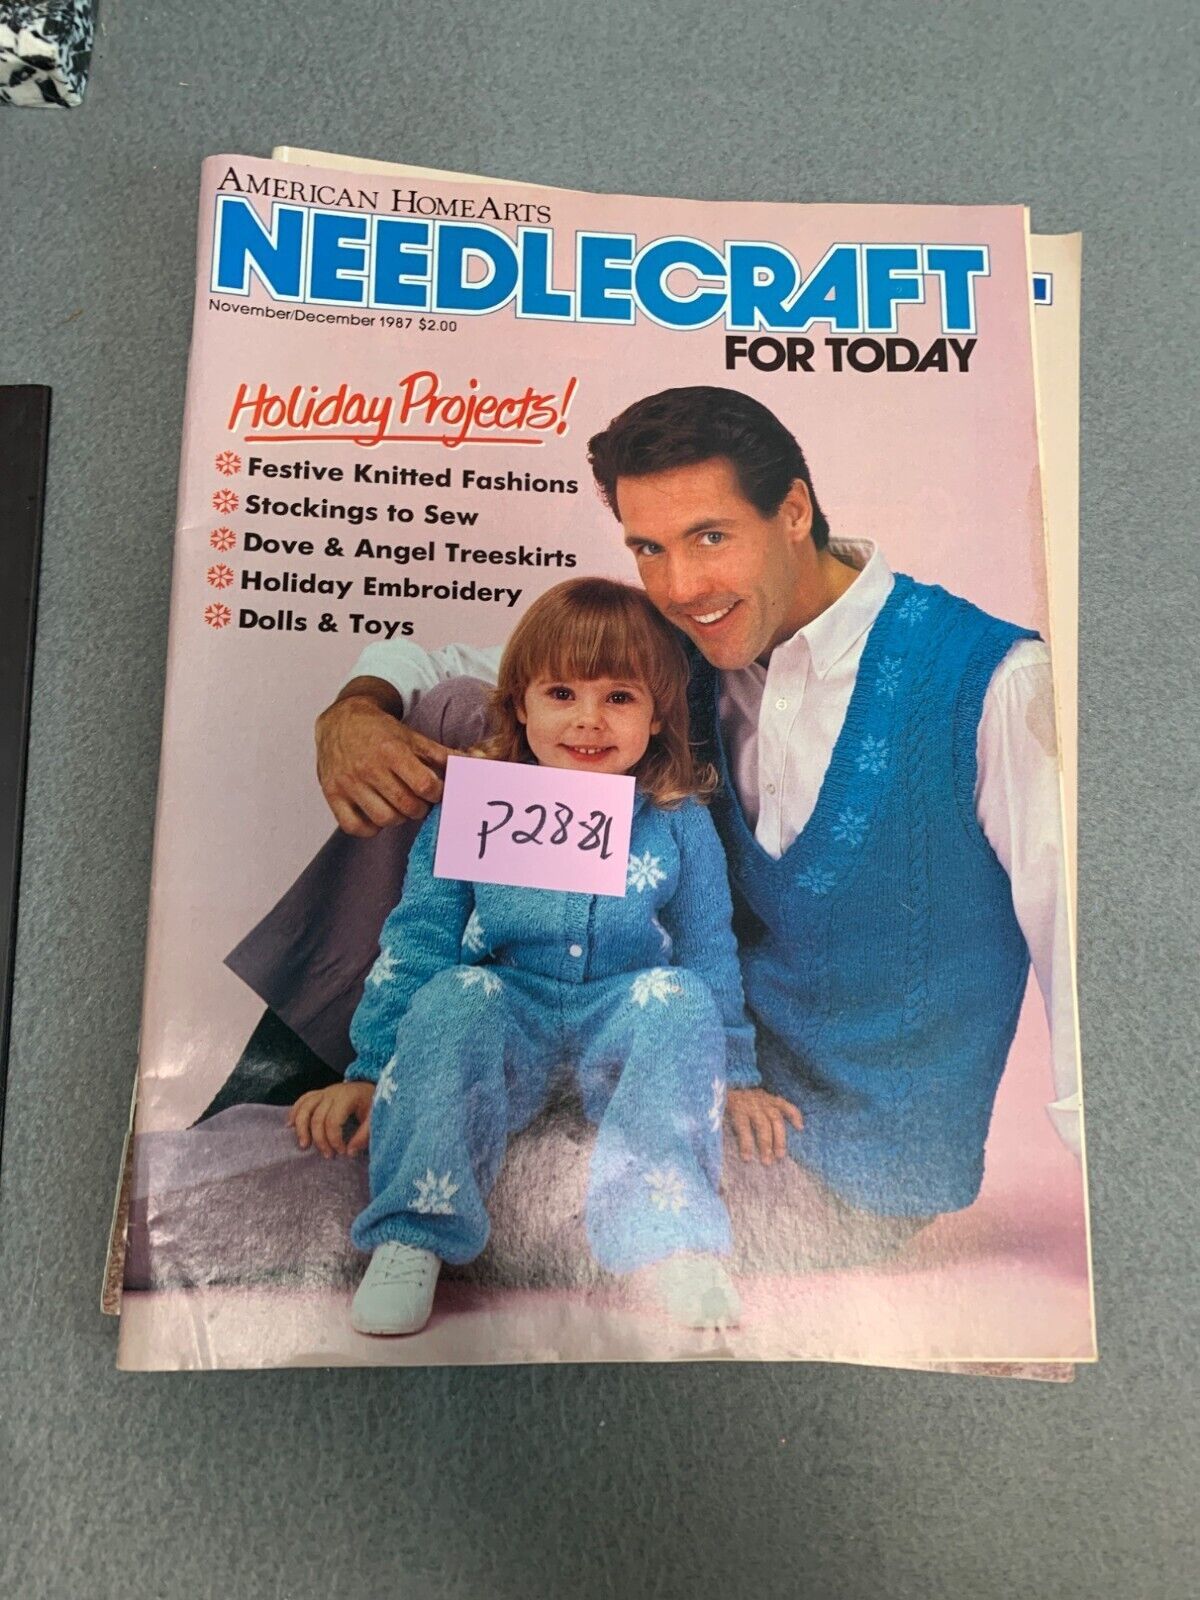 AMERICAN HOMEARTS
NEEDLECRAFT
November/December 1987 $2.00
FOR TODAY
Holiday Projects!
Festive Knitted Fashions
Stockings to Sew
Dove & Angel Treeskirts
Holiday Embroidery
Dolls & Toys
P2881